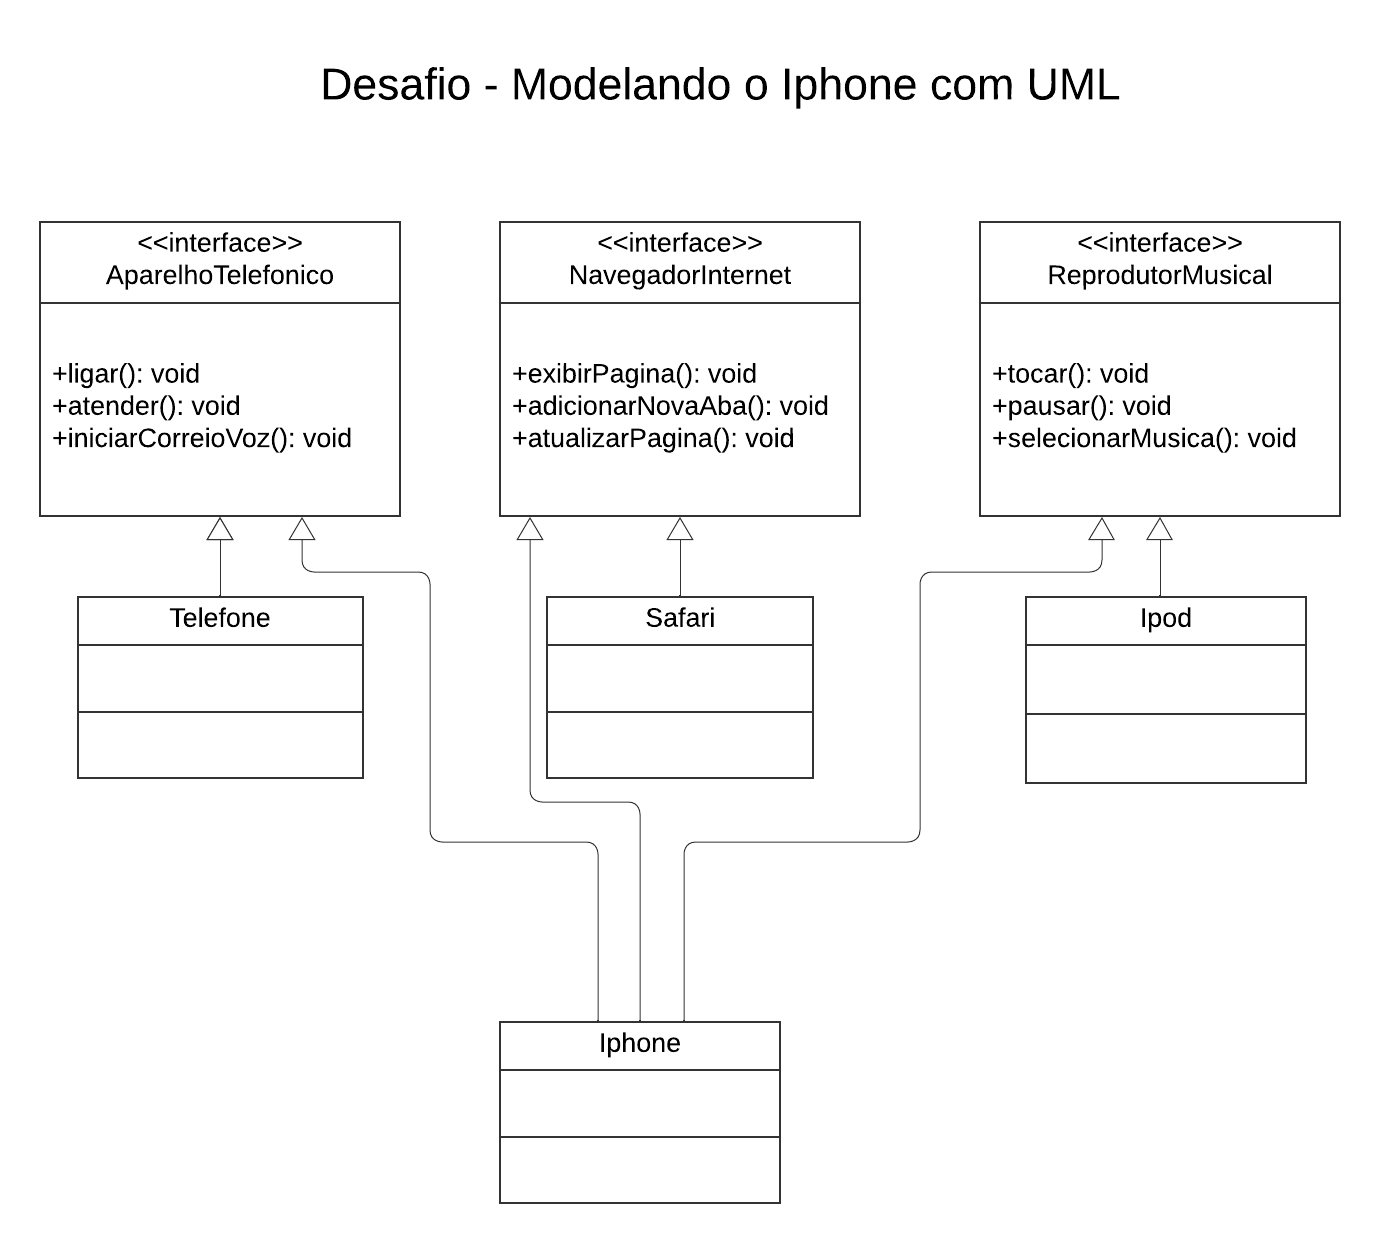 Desafio - Modelando o Iphone com UML
<<interface>>
AparelhoTelefonico
+ligar(): void
+atender(): void
+iniciarCorreioVoz(): void
<<interface>>
NavegadorInternet
+exibirPagina(): void
+adicionarNovaAba(): void
+atualizarPagina(): void
<<interface>>
ReprodutorMusical
+tocar(): void
+pausar(): void
+selecionarMusica(): void
Telefone
Safari
Ipod
Iphone